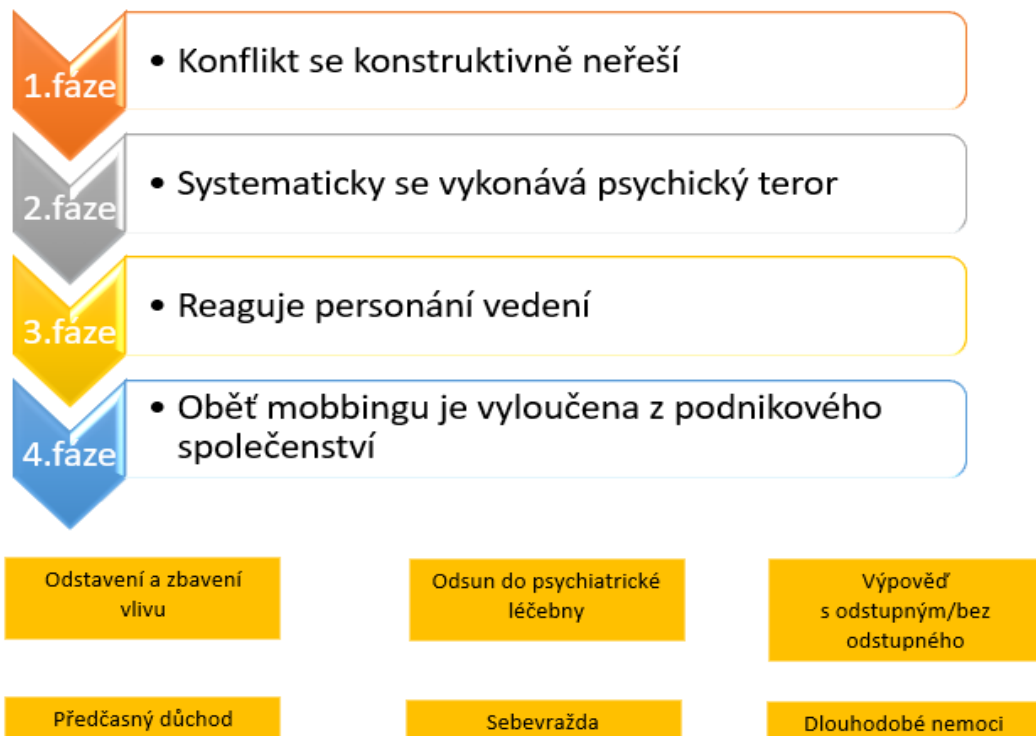 1.fáze
• Konflikt se konstruktivně neřeší
2.fáze
• Systematicky se vykonává psychický teror
3.fáze
• Reaguje personání vedení
4.fáze
• Oběť mobbingu je vyloučena z podnikového
společenství
Odstavení a zbavení
vlivu
Odsun do psychiatrické
léčebny
Výpověď
s odstupným/bez
odstupného
Předčasný důchod
Sebevražda
Dlouhodobé nemoci